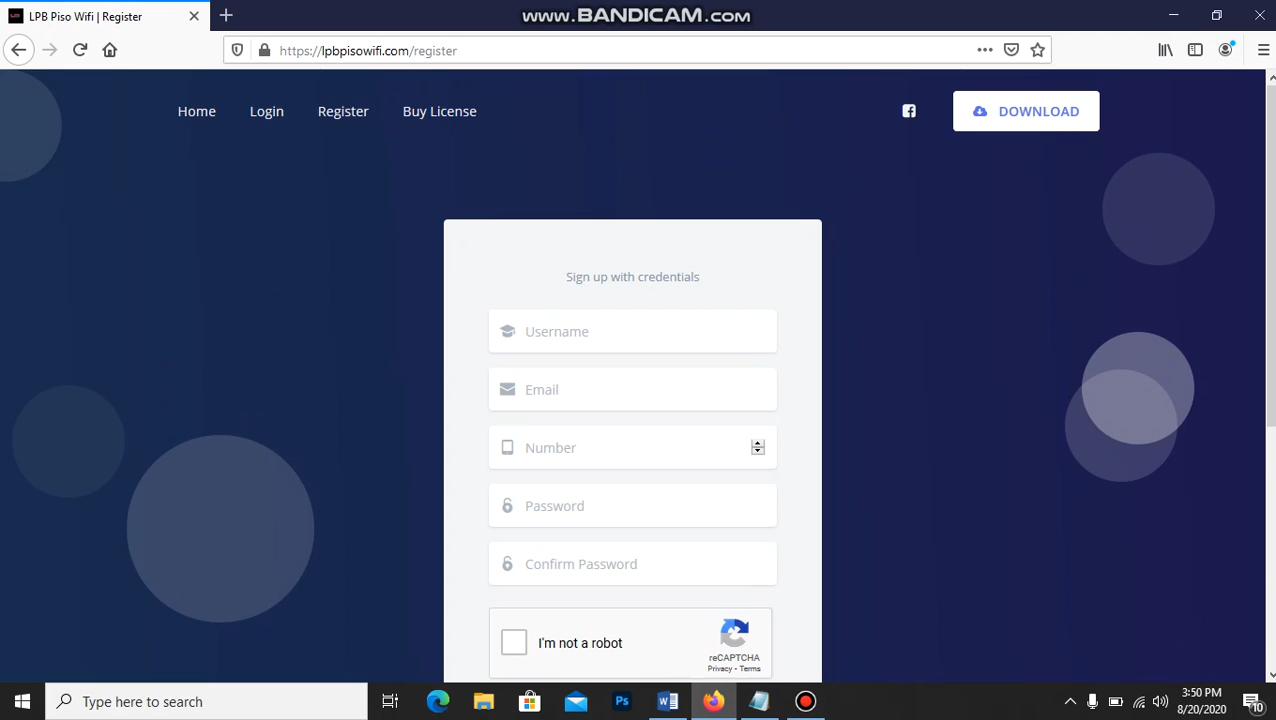 LPB Piso Wifi | Register
www.BANDICAM.com
https://lpbpisowifi.com/register
Home Login Register Buy License DOWNLOAD
Sign up with credentials
Username
Email
Number
Password
Confirm Password
I'm not a robot
reCAPTCHA
Privacy - Terms
Type here to search
Ps
W
3:50 PM
8/20/2020
10